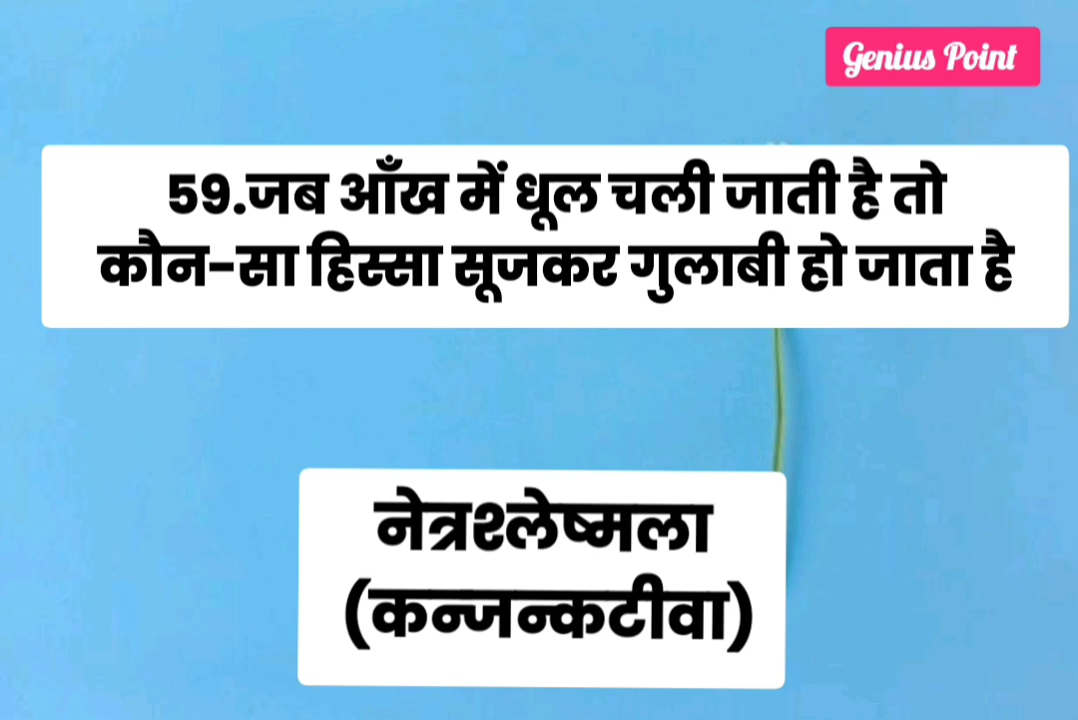 Genius Point
59.जब आँख में धूल चली जाती है तो
कौन-सा हिस्सा सूजकर गुलाबी हो जाता है
नेत्रश्लेष्मला
(कन्जन्कटीवा)